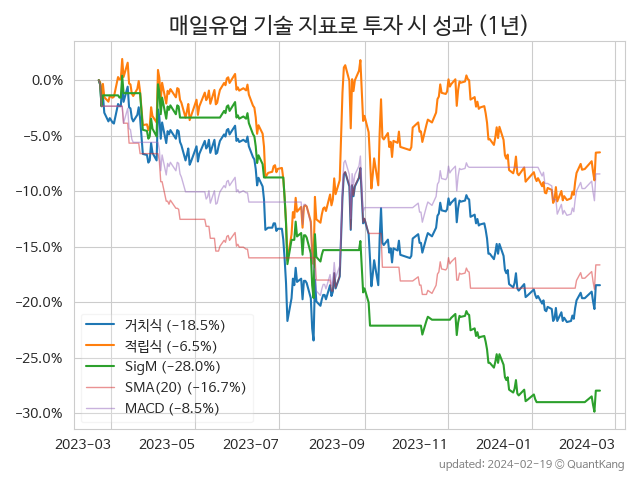 매일유업 기술 지표로 투자 시 성과 (1년)
0.0%
−5.0%
−10.0%
−15.0%
−20.0%
−25.0%
−30.0%
거치식 (−18.5%)
적립식 (−6.5%)
SigM (−28.0%)
SMA(20) (−16.7%)
MACD (−8.5%)
2023-03 2023-05 2023-07 2023-09 2023-11 2024-01 2024-03
updated: 2024-02-19 © QuantKang